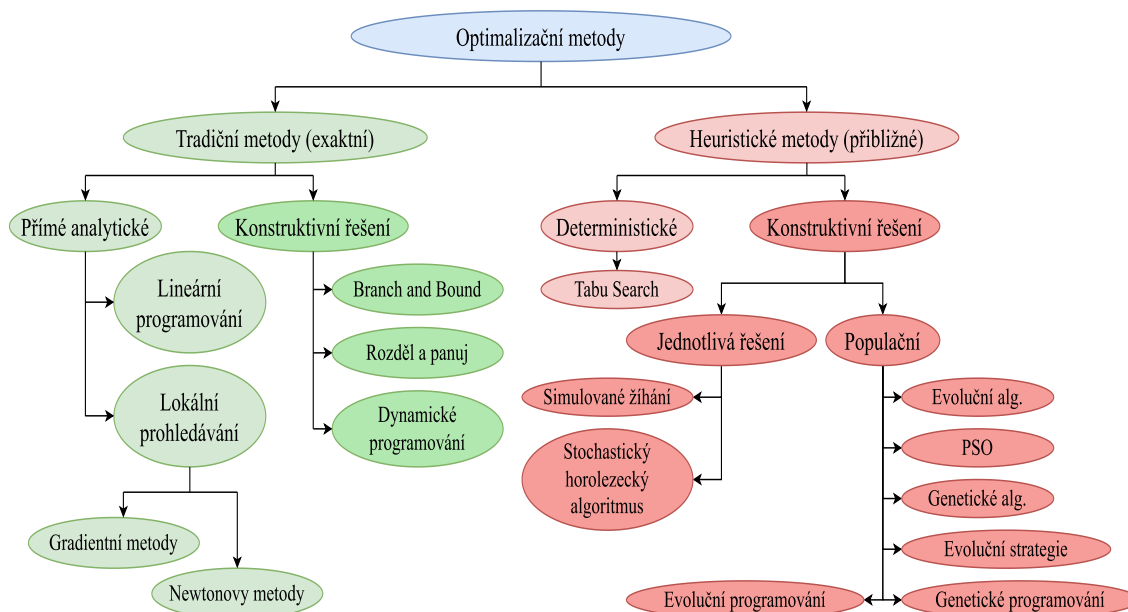 Optimalizační metody
Tradiční metody (exaktní)
Heuristické metody (přibližné)
Přímé analytické
Konstruktivní řešení
Deterministické
Konstruktivní řešení
Lineární
programování
Branch and Bound
Tabu Search
Rozděl a panuj
Jednotlivá řešení
Populační
Lokální
prohledávání
Dynamické
programování
Simulované žíhání
Evoluční alg.
Stochastický
horolezecký
algoritmus
PSO
Genetické alg.
Gradientní metody
Evoluční strategie
Newtonovy metody
Evoluční programování
Genetické programování